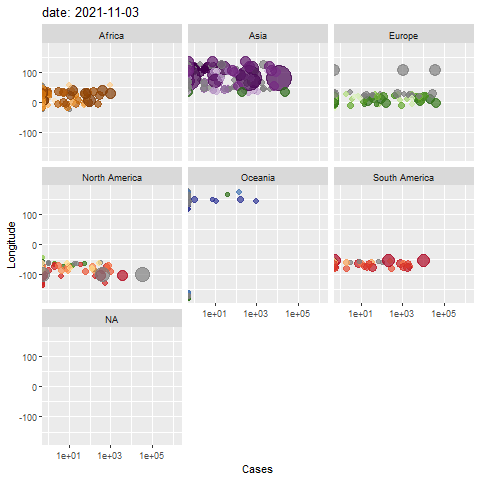 date: 2021-11-03
Africa
Asia
Europe
100
0
-100
North America
Oceania
South America
100
0
-100
Longitude
1e+01 1e+03 1e+05
1e+01 1e+03 1e+05
NA
100
0
-100
1e+01 1e+03 1e+05
Cases